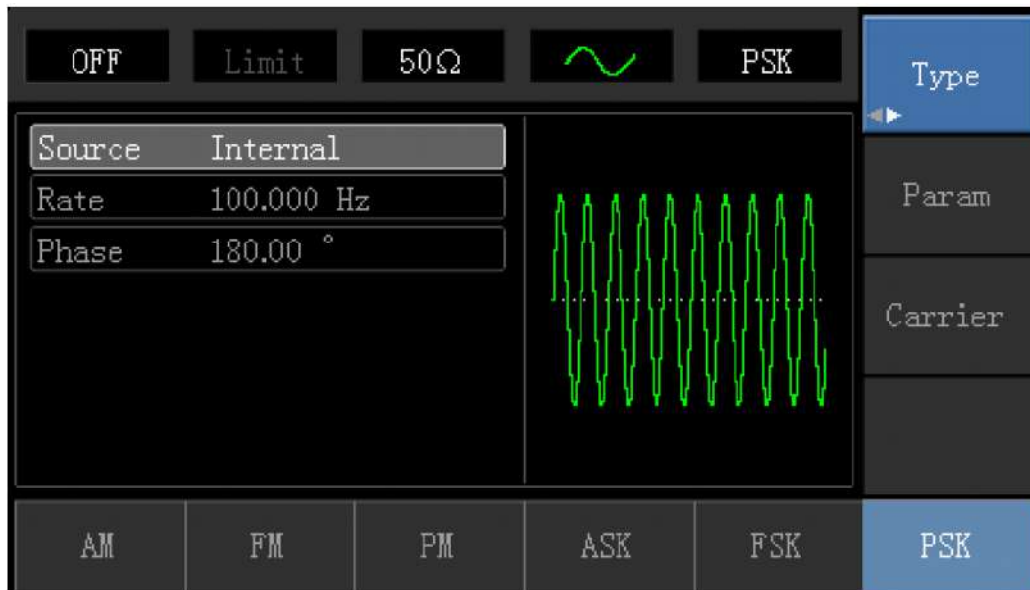 OFF Limit 50Ω PSK
Type
Source Internal
Rate 100.000 Hz
Phase 180.00 °
Param
Carrier
AM FM PM ASK FSK PSK